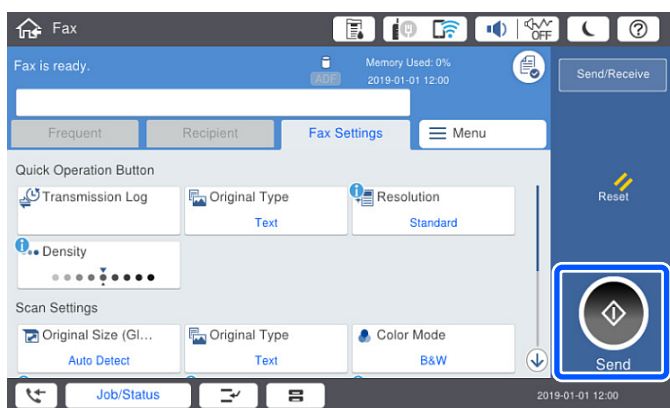 Fax
OFF
Fax is ready.
ADF
Memory Used: 0%
2019-01-01 12:00
Send/Receive
Frequent
Recipient
Fax Settings
Menu
Quick Operation Button
Transmission Log
Original Type
Text
Resolution
Standard
Density
Reset
Scan Settings
Original Size (Gl...
Auto Detect
Original Type
Text
Color Mode
B&W
Send
Job/Status
2019-01-01 12:00